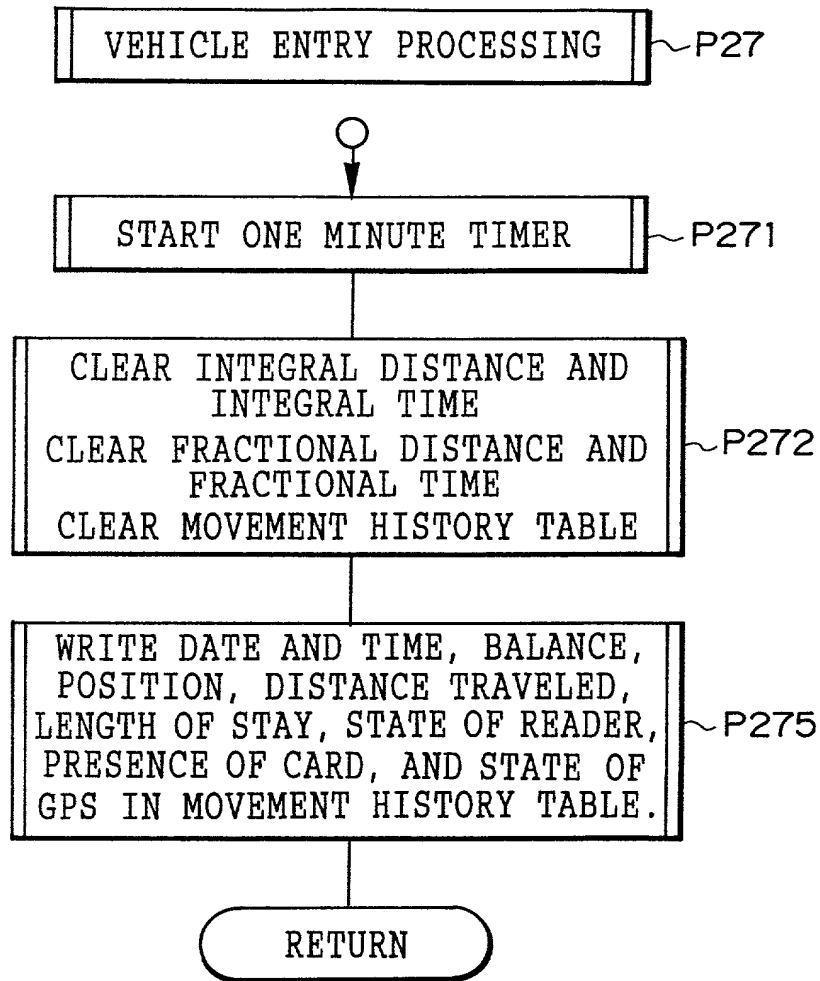 VEHICLE ENTRY PROCESSING
P27
START ONE MINUTE TIMER
P271
CLEAR INTEGRAL DISTANCE AND
INTEGRAL TIME
CLEAR FRACTIONAL DISTANCE AND
FRACTIONAL TIME
CLEAR MOVEMENT HISTORY TABLE
P272
WRITE DATE AND TIME, BALANCE,
POSITION, DISTANCE TRAVELED,
LENGTH OF STAY, STATE OF READER,
PRESENCE OF CARD, AND STATE OF
GPS IN MOVEMENT HISTORY TABLE.
P275
RETURN